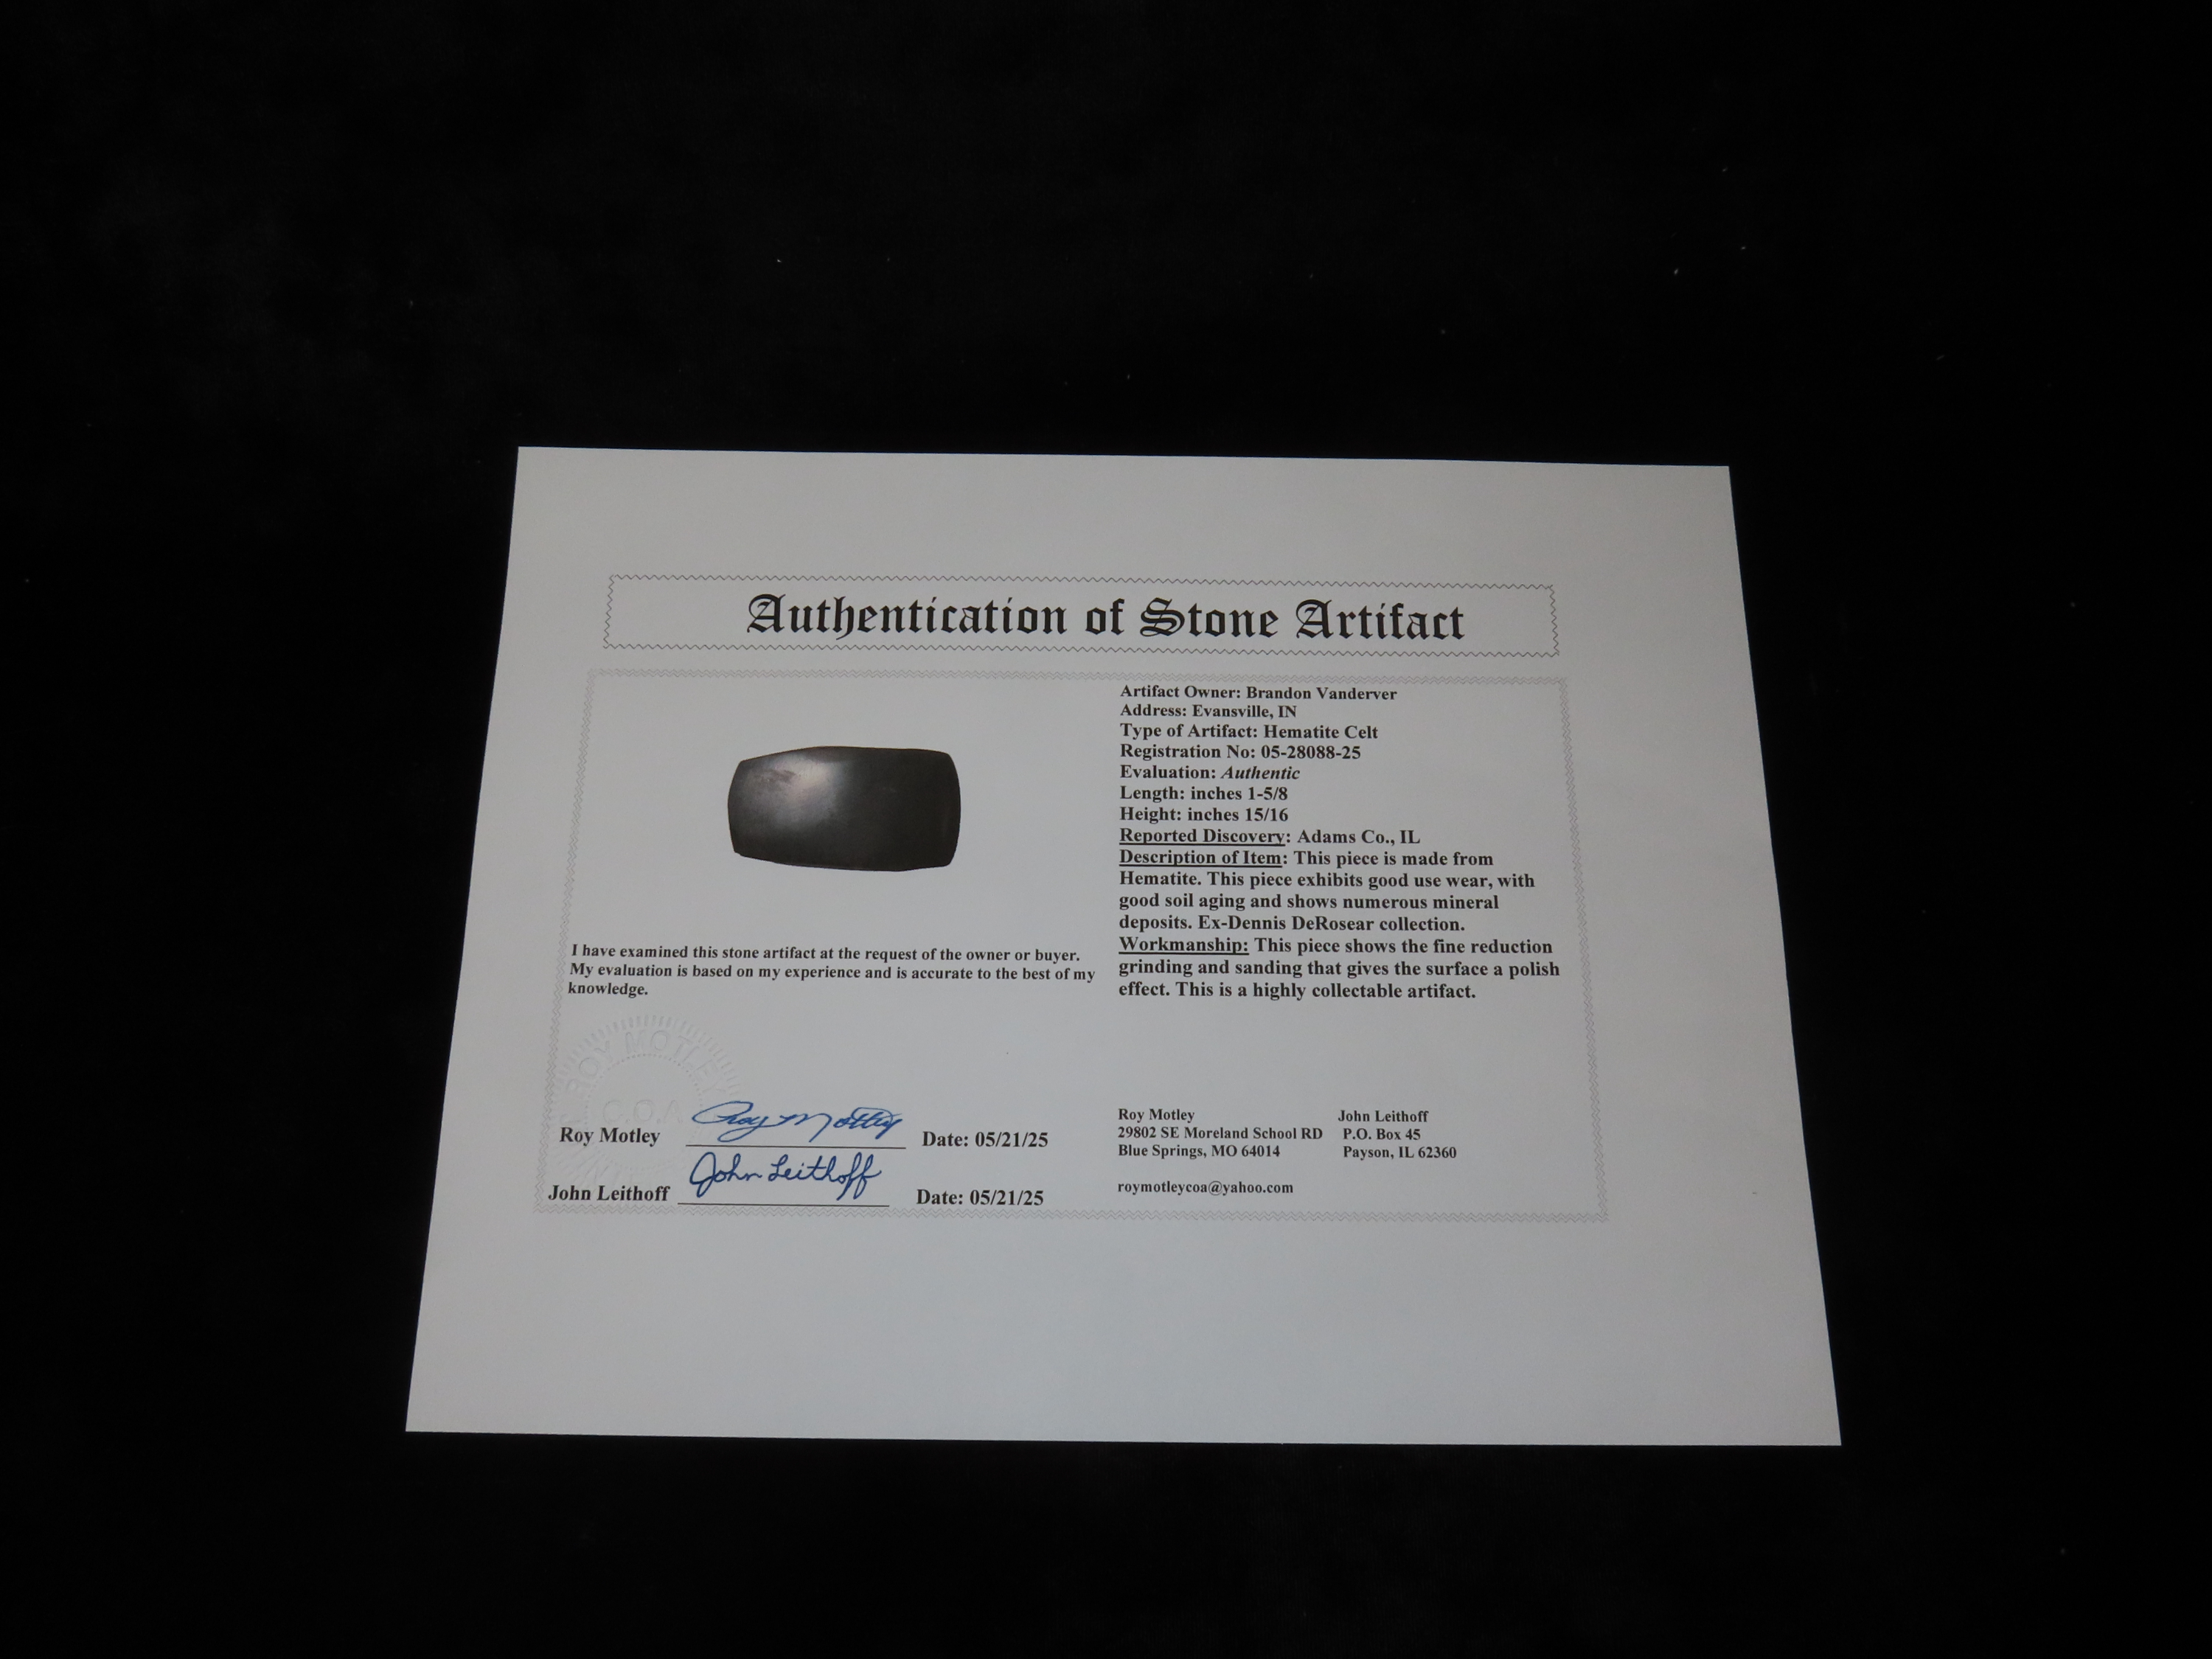 Authentication of Stone Artifact
Artifact Owner: Brandon Vanderver
Address: Evansville, IN
Type of Artifact: Hematite Celt
Registration No: 05-28088-25
Evaluation: Authentic
Length: inches 1-5/8
Height: inches 15/16
Reported Discovery: Adams Co., IL
Description of Item: This piece is made from
Hematite. This piece exhibits good use wear, with
good soil aging and shows numerous mineral
deposits. Ex-Dennis DeRosear collection.
Workmanship: This piece shows the fine reduction
grinding and sanding that gives the surface a polish
effect. This is a highly collectable artifact.
I have examined this stone artifact at the request of the owner or buyer.
My evaluation is based on my experience and is accurate to the best of my
knowledge.
ROY MOTLEY
C.O.A.
Roy Motley Roy Motley Date: 05/21/25
John Leithoff John Leithoff Date: 05/21/25
Roy Motley John Leithoff
29802 SE Moreland School RD P.O. Box 45
Blue Springs, MO 64014 Payson, IL 62360
roymotleycoa@yahoo.com